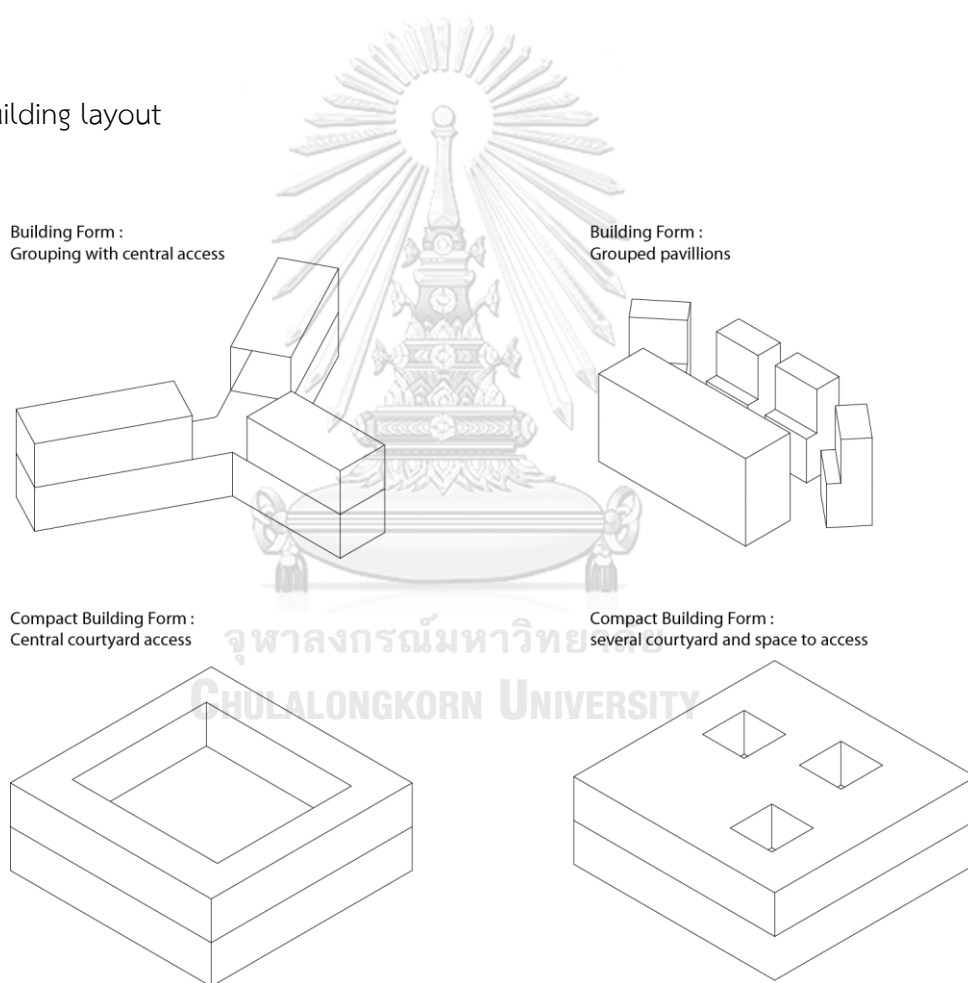 uilding layout
Building Form :
Grouping with central access
Building Form :
Grouped pavillions
Compact Building Form :
Central courtyard access
Compact Building Form :
several courtyard and space to access
จุฬาลงกรณ์มหาวิทยาลัย
CHULALONGKORN UNIVERSITY